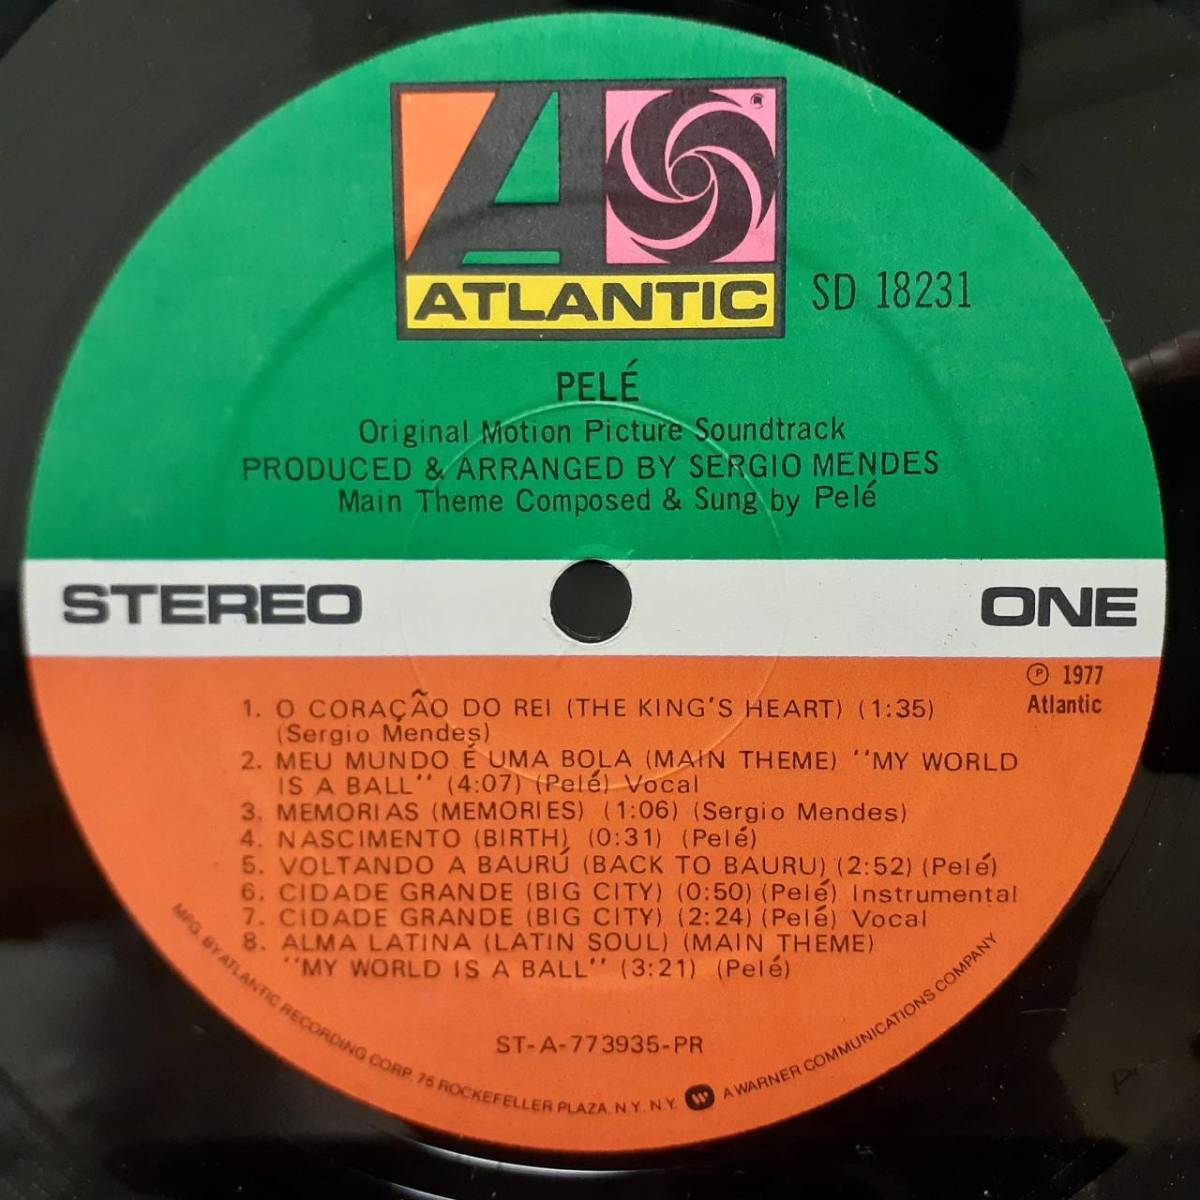 ATLANTIC
SD 18231
PELÉ
Original Motion Picture Soundtrack
PRODUCED & ARRANGED BY SERGIO MENDES
Main Theme Composed & Sung by Pelé
STEREO
ONE
℗ 1977
Atlantic
1. O CORAÇÃO DO REI (THE KING'S HEART) (1:35)
(Sergio Mendes)
2. MEU MUNDO É UMA BOLA (MAIN THEME) "MY WORLD
IS A BALL" (4:07) (Pelé) Vocal
3. MEMORIAS (MEMORIES) (1:06) (Sergio Mendes)
4. NASCIMENTO (BIRTH) (0:31) (Pelé)
5. VOLTANDO A BAURÚ (BACK TO BAURU) (2:52) (Pelé)
6. CIDADE GRANDE (BIG CITY) (0:50) (Pelé) Instrumental
7. CIDADE GRANDE (BIG CITY) (2:24) (Pelé) Vocal
8. ALMA LATINA (LATIN SOUL) (MAIN THEME)
"MY WORLD IS A BALL" (3:21) (Pelé)
ST-A-773935-PR
MFG. BY ATLANTIC RECORDING CORP. 75 ROCKEFELLER PLAZA, N.Y. N.Y. A WARNER COMMUNICATIONS COMPANY